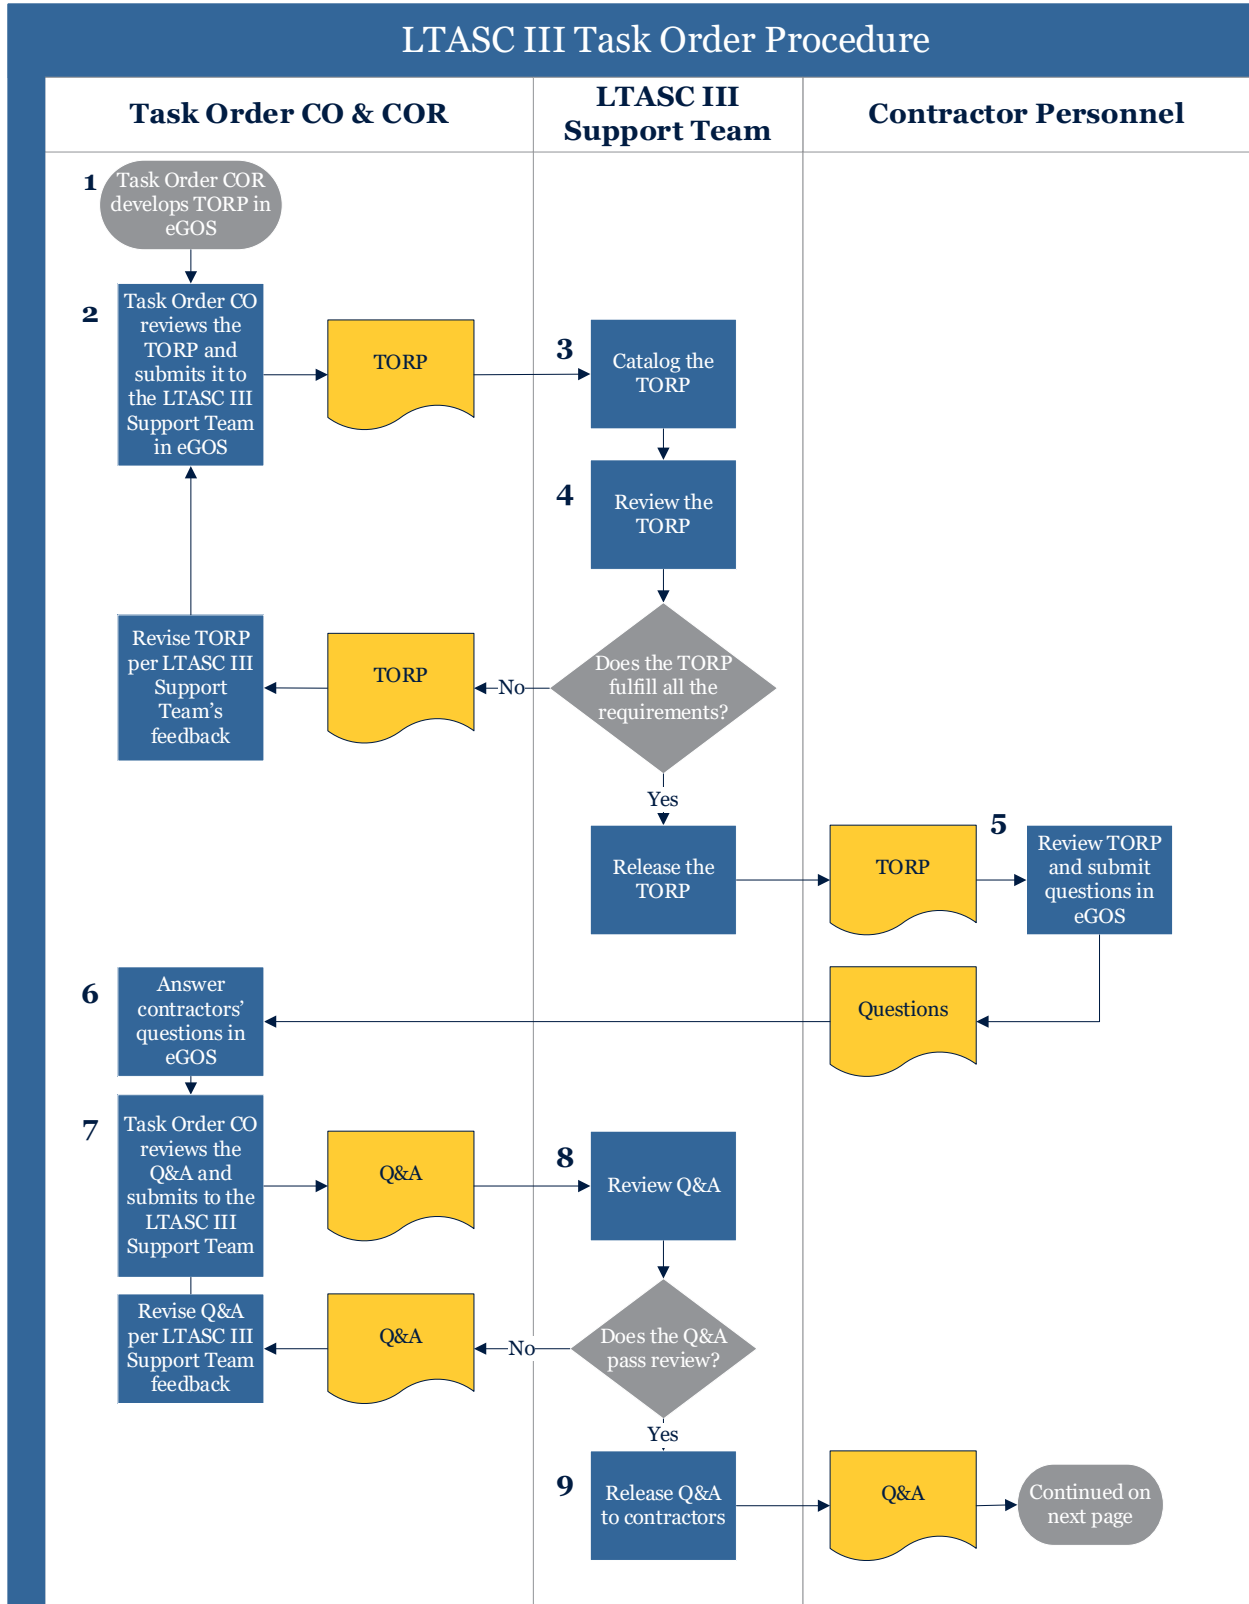 LTASC III Task Order Procedure
Task Order CO & COR
LTASC III
Support Team
Contractor Personnel
1
Task Order COR
develops TORP in
eGOS
2
Task Order CO
reviews the
TORP and
submits it to
the LTASC III
Support Team
in eGOS
TORP
3
Catalog the
TORP
4
Review the
TORP
Does the TORP
fulfill all the
requirements?
No
TORP
Revise TORP
per LTASC III
Support
Team’s
feedback
Yes
Release the
TORP
TORP
5
Review TORP
and submit
questions in
eGOS
Questions
6
Answer
contractors’
questions in
eGOS
7
Task Order CO
reviews the
Q&A and
submits to the
LTASC III
Support Team
Q&A
8
Review Q&A
Does the Q&A
pass review?
No
Q&A
Revise Q&A
per LTASC III
Support Team
feedback
Yes
9
Release Q&A
to contractors
Q&A
Continued on
next page